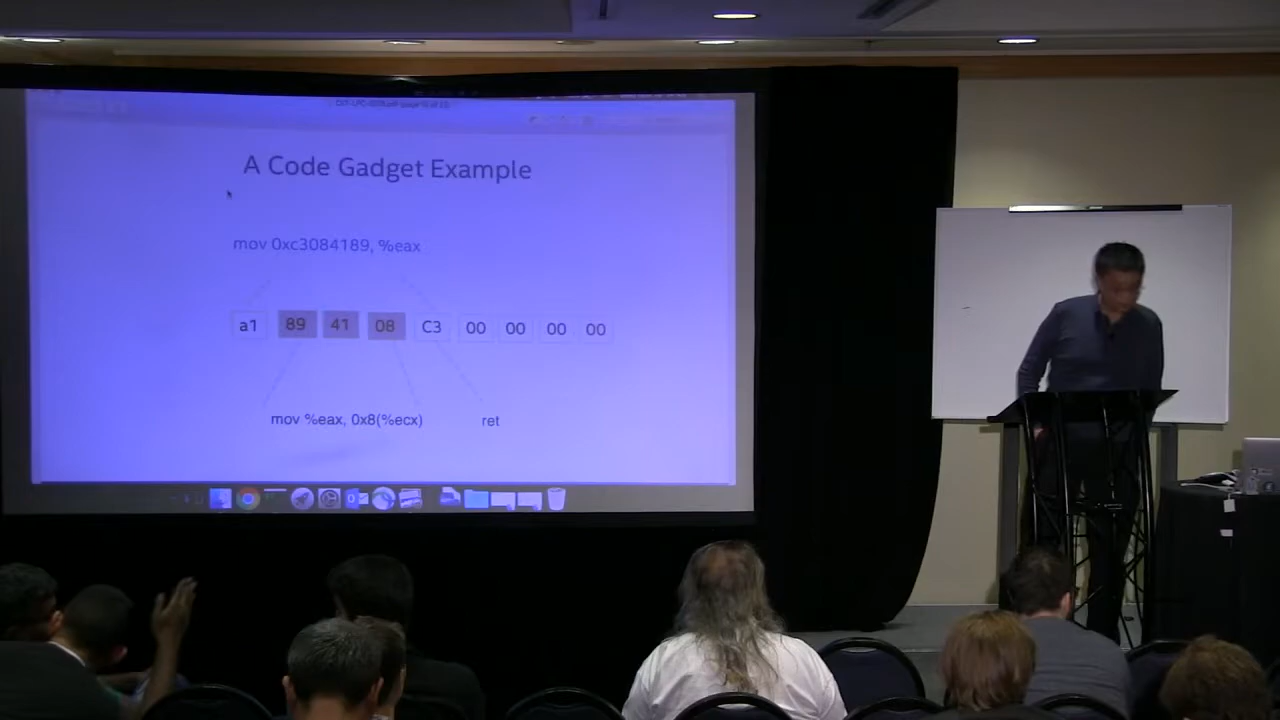 A Code Gadget Example
mov 0xc3084189, %eax
a1 89 41 08 C3 00 00 00 00
mov %eax, 0x8(%ecx) ret